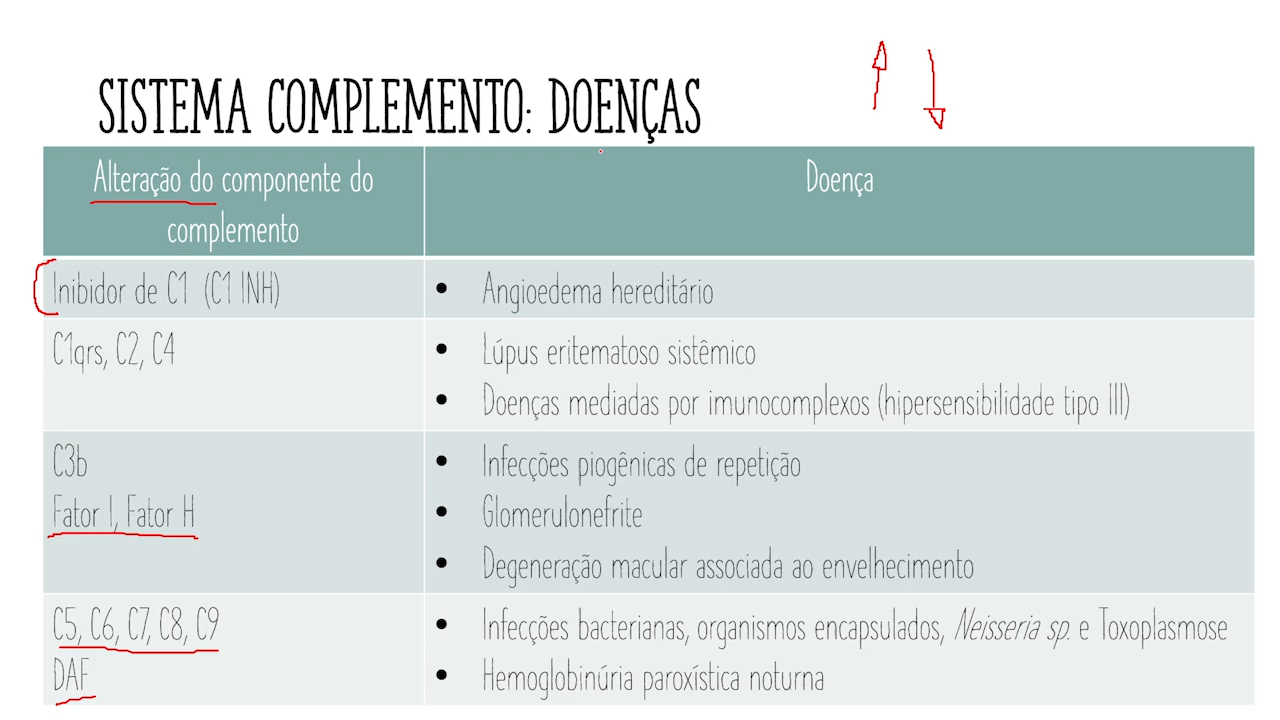 SISTEMA COMPLEMENTO: DOENÇAS
Alteração do componente do
complemento
Doença
Inibidor de C1 (C1 INH)
• Angioedema hereditário
C1qrs, C2, C4
• Lúpus eritematoso sistêmico
• Doenças mediadas por imunocomplexos (hipersensibilidade tipo III)
C3b
Fator I, Fator H
• Infecções piogênicas de repetição
• Glomerulonefrite
• Degeneração macular associada ao envelhecimento
C5, C6, C7, C8, C9
DAF
• Infecções bacterianas, organismos encapsulados, Neisseria sp. e Toxoplasmose
• Hemoglobinúria paroxística noturna